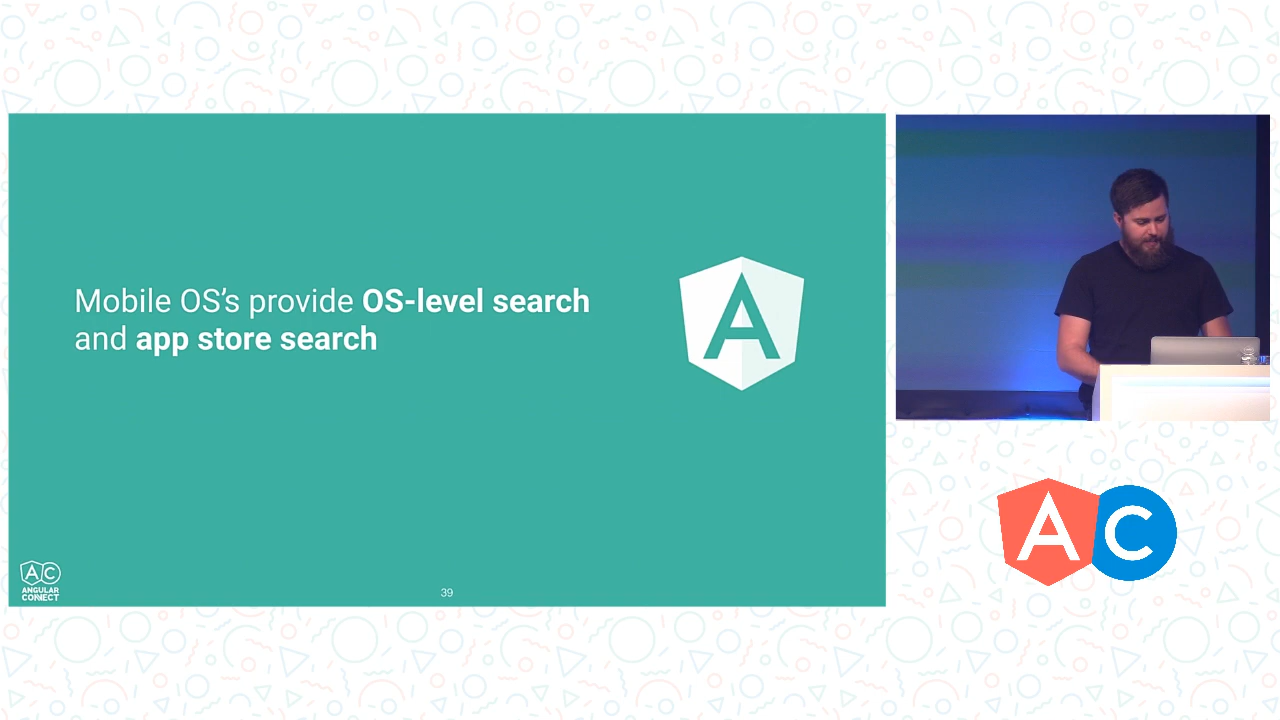 Mobile OS's provide OS-level search
and app store search
A
AC
ANGULAR
CONNECT
39
AC